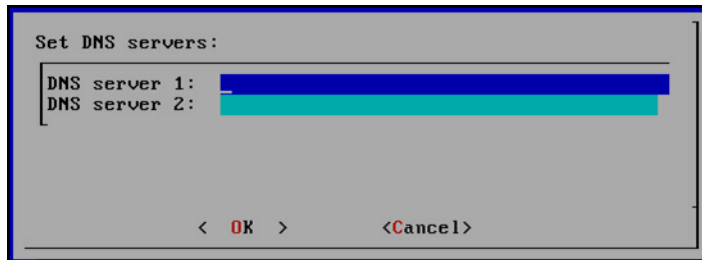 Set DNS servers:
DNS server 1:
DNS server 2:
< OK > <Cancel>